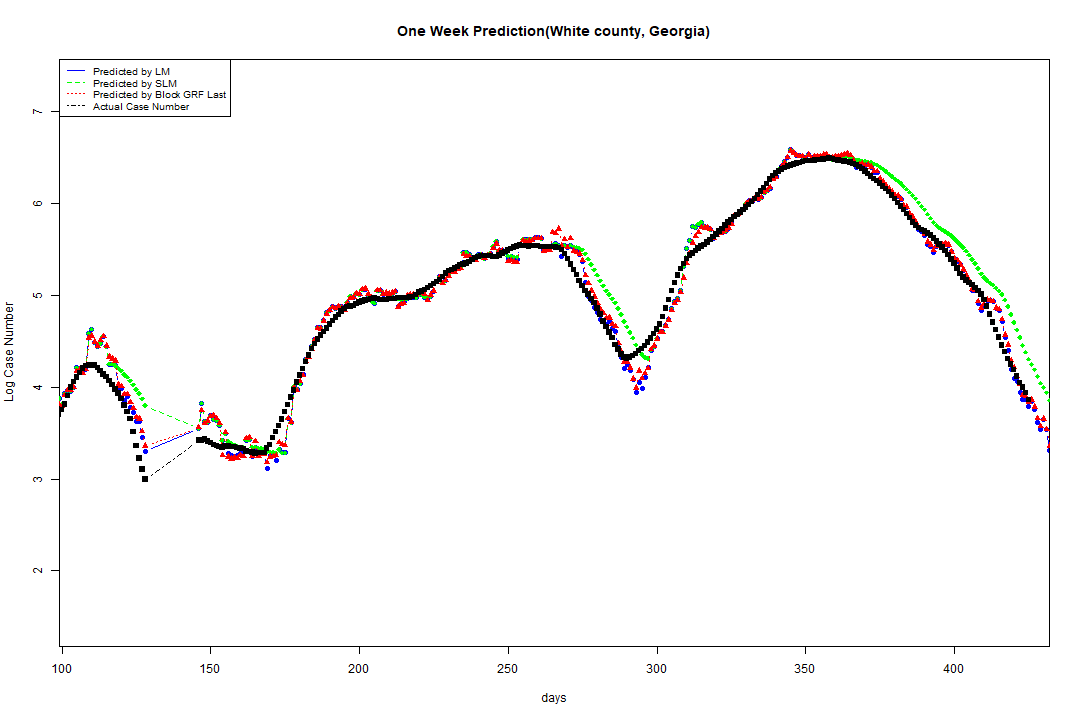 One Week Prediction(White county, Georgia)
Predicted by LM
Predicted by SLM
Predicted by Block GRF Last
Actual Case Number
7
6
5
4
3
2
Log Case Number
100 150 200 250 300 350 400
days